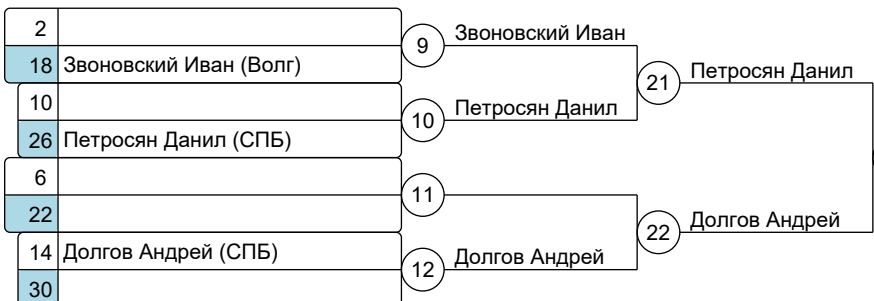 2
9 Звоновский Иван
18 Звоновский Иван (Волг)
21 Петросян Данил
10
10 Петросян Данил
26 Петросян Данил (СПБ)
6
11
22
22 Долгов Андрей
14 Долгов Андрей (СПБ)
12 Долгов Андрей
30